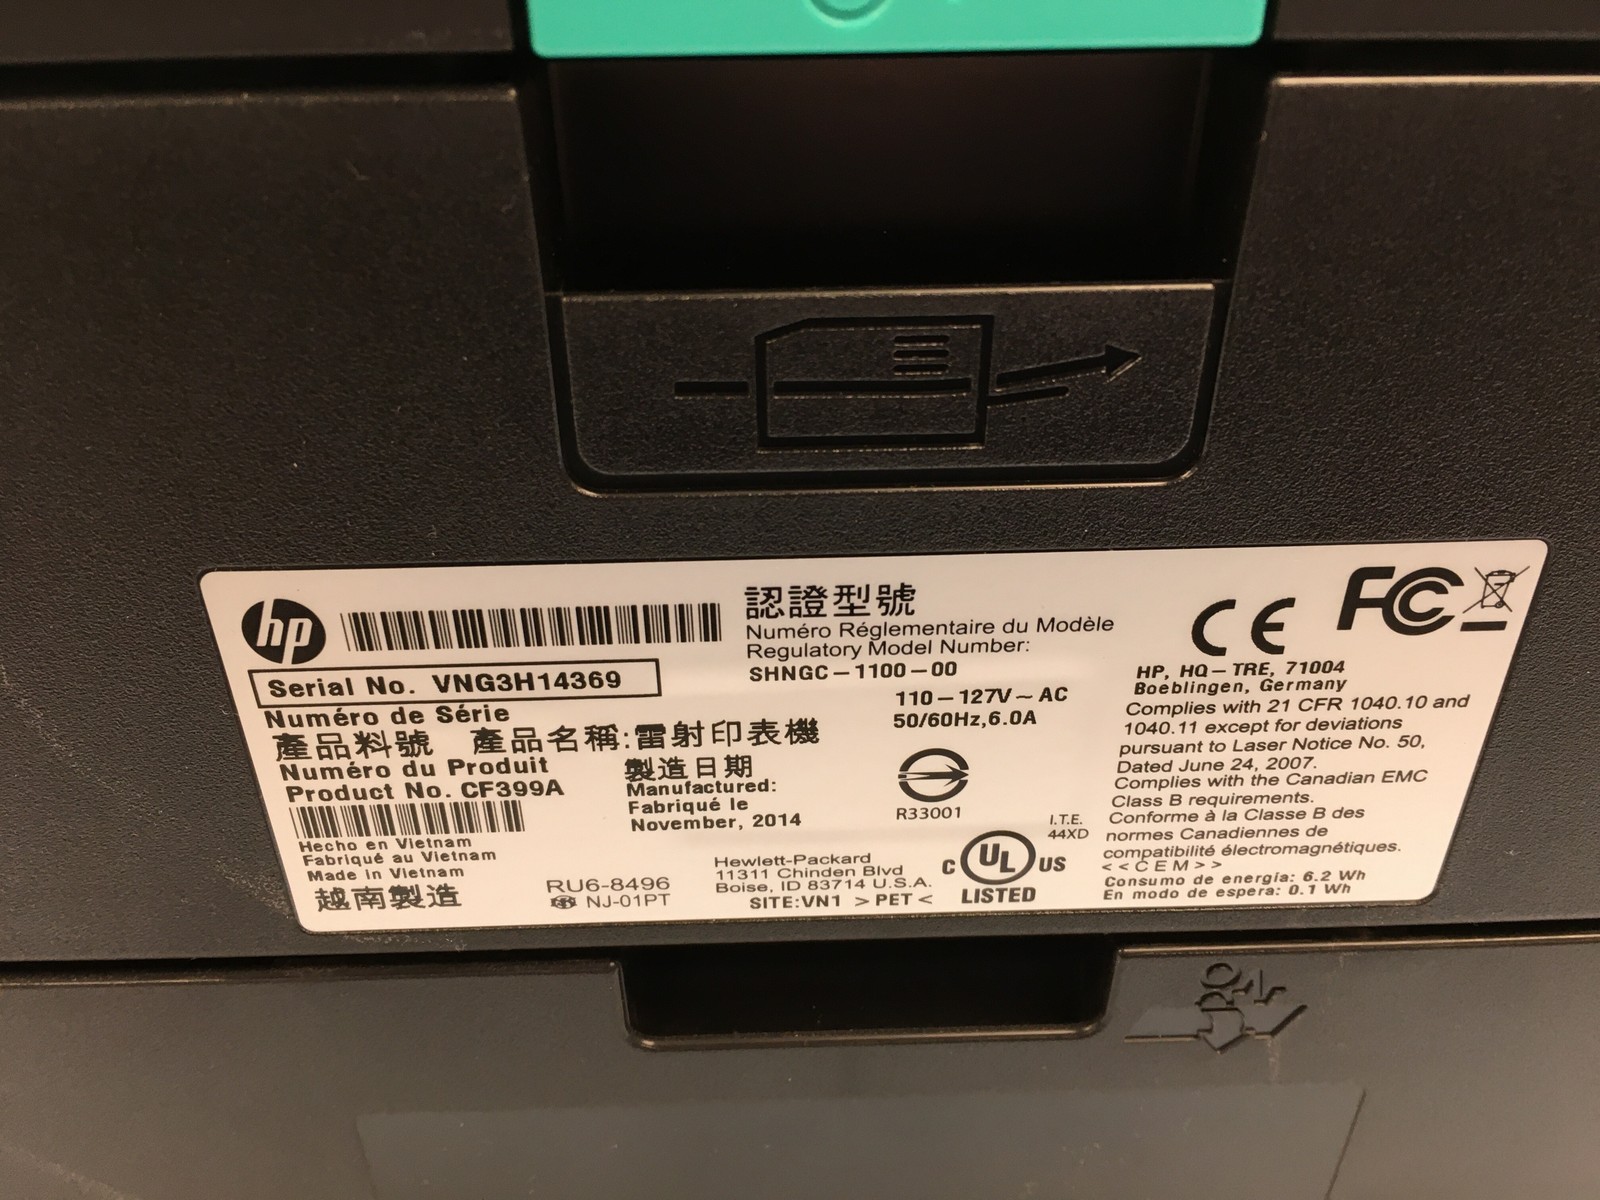 hp
Serial No. VNG3H14369
Numéro de Série
產品料號 產品名稱:雷射印表機
Numéro du Produit
Product No. CF399A
Hecho en Vietnam
Fabriqué au Vietnam
Made in Vietnam
越南製造
製造日期
Manufactured:
Fabriqué le
November, 2014
RU6-8496
NJ-01PT
認證型號
Numéro Réglementaire du Modèle
Regulatory Model Number:
SHNGC-1100-00
110-127V~AC
50/60Hz,6.0A
R33001
Hewlett-Packard
11311 Chinden Blvd
Boise, ID 83714 U.S.A.
SITE:VN1 >PET<
I.T.E.
44XD
C UL US
LISTED
CE FC
HP, HQ-TRE, 71004
Boeblingen, Germany
Complies with 21 CFR 1040.10 and
1040.11 except for deviations
pursuant to Laser Notice No. 50,
Dated June 24, 2007.
Complies with the Canadian EMC
Class B requirements.
Conforme à la Classe B des
normes Canadiennes de
compatibilité électromagnétiques.
<<CEM>>
Consumo de energía: 6.2 Wh
En modo de espera: 0.1 Wh